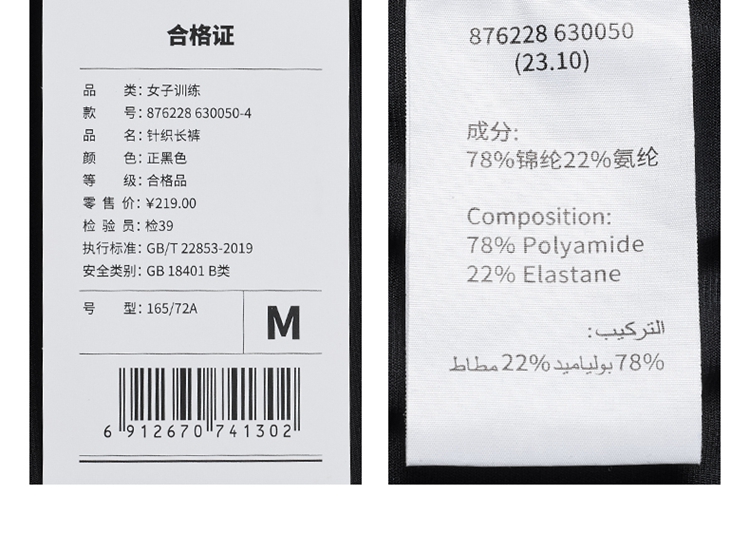 合格证
品 类: 女子训练
款 号: 876228 630050-4
品 名: 针织长裤
颜 色: 正黑色
等 级: 合格品
零 售 价: ¥219.00
检 验 员: 检39
执行标准: GB/T 22853-2019
安全类别: GB 18401 B类
号 型: 165/72A
M
6 912670 741302
876228 630050
(23.10)
成分:
78%锦纶22%氨纶
Composition:
78% Polyamide
22% Elastane
التركيب:
78% بولياميد 22% مطاط